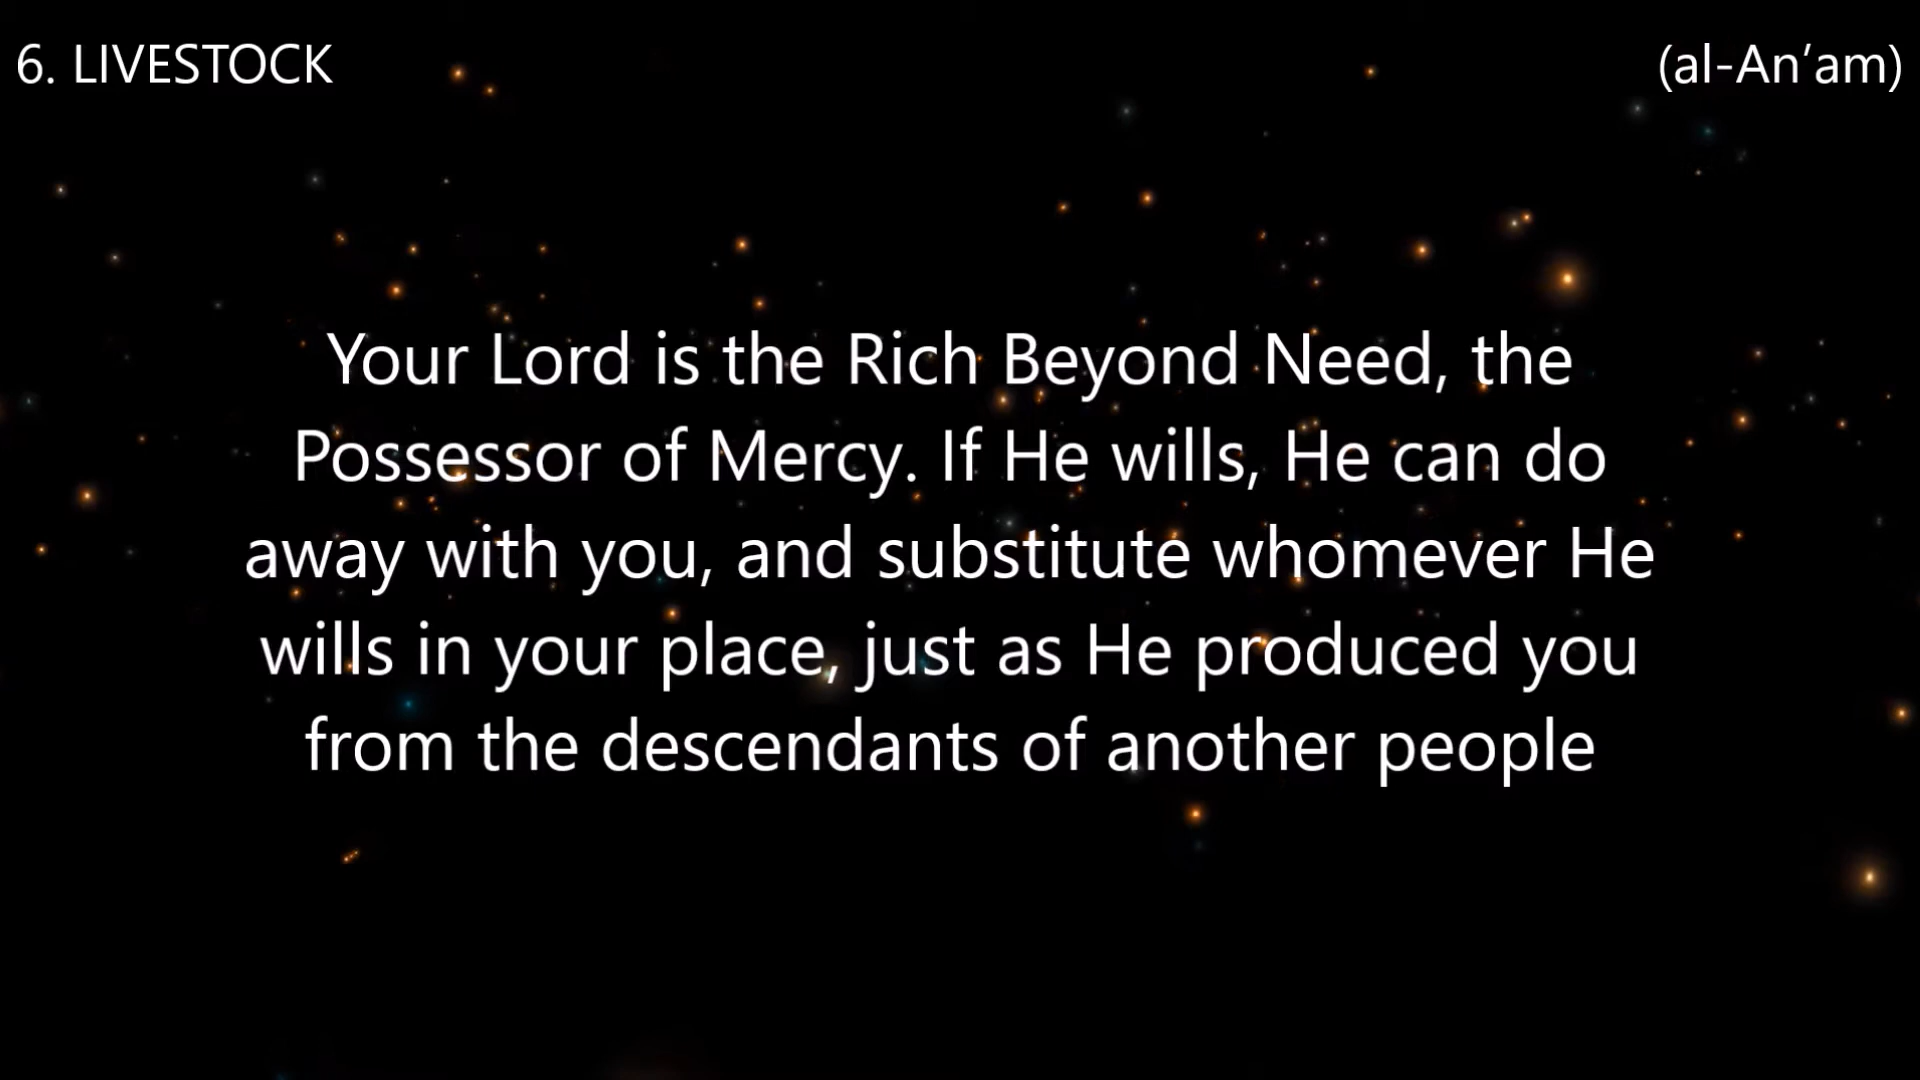 6. LIVESTOCK
(al-An’am)
Your Lord is the Rich Beyond Need, the
Possessor of Mercy. If He wills, He can do
away with you, and substitute whomever He
wills in your place, just as He produced you
from the descendants of another people